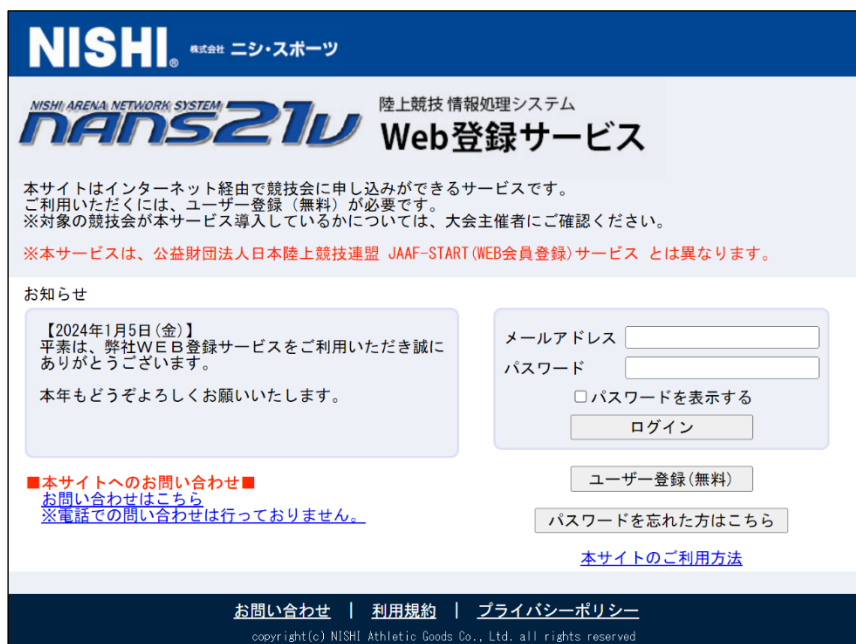 NISHI® 株式会社 ニシ・スポーツ
NISHI ARENA NETWORK SYSTEM
nans21V
陸上競技 情報処理システム
Web登録サービス
本サイトはインターネット経由で競技会に申し込みができるサービスです。
ご利用いただくには、ユーザー登録（無料）が必要です。
※対象の競技会が本サービス導入しているかについては、大会主催者にご確認ください。
※本サービスは、公益財団法人日本陸上競技連盟 JAAF-START(WEB会員登録)サービス とは異なります。
お知らせ
【2024年1月5日(金)】
平素は、弊社ＷＥＢ登録サービスをご利用いただき誠に
ありがとうございます。
本年もどうぞよろしくお願いいたします。
メールアドレス
パスワード
パスワードを表示する
ログイン
■本サイトへのお問い合わせ■
お問い合わせはこちら
※電話での問い合わせは行っておりません。
ユーザー登録(無料)
パスワードを忘れた方はこちら
本サイトのご利用方法
お問い合わせ | 利用規約 | プライバシーポリシー
copyright(c) NISHI Athletic Goods Co., Ltd. all rights reserved